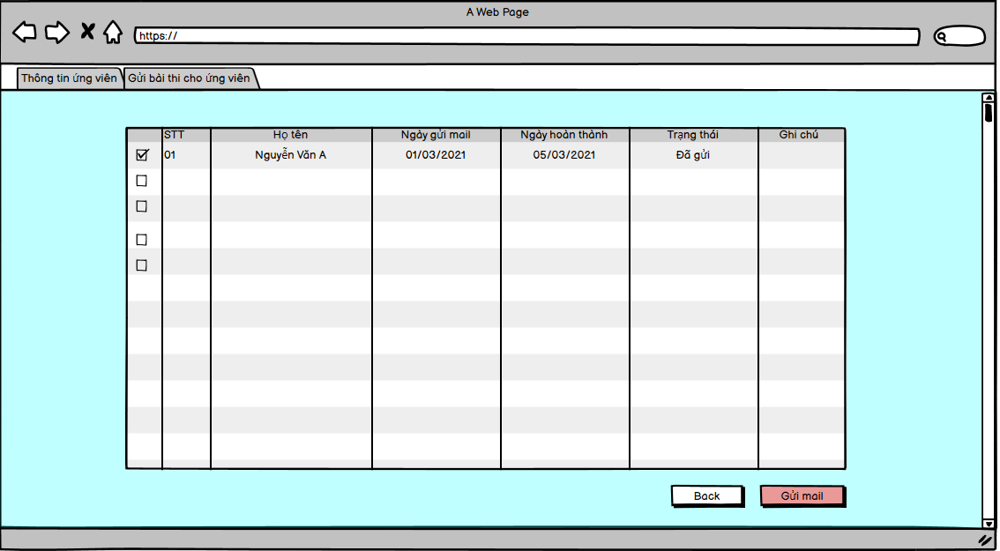 A Web Page
https://
Thông tin ứng viên Gửi bài thi cho ứng viên
STT Họ tên Ngày gửi mail Ngày hoàn thành Trạng thái Ghi chú
01 Nguyễn Văn A 01/03/2021 05/03/2021 Đã gửi
Back Gửi mail